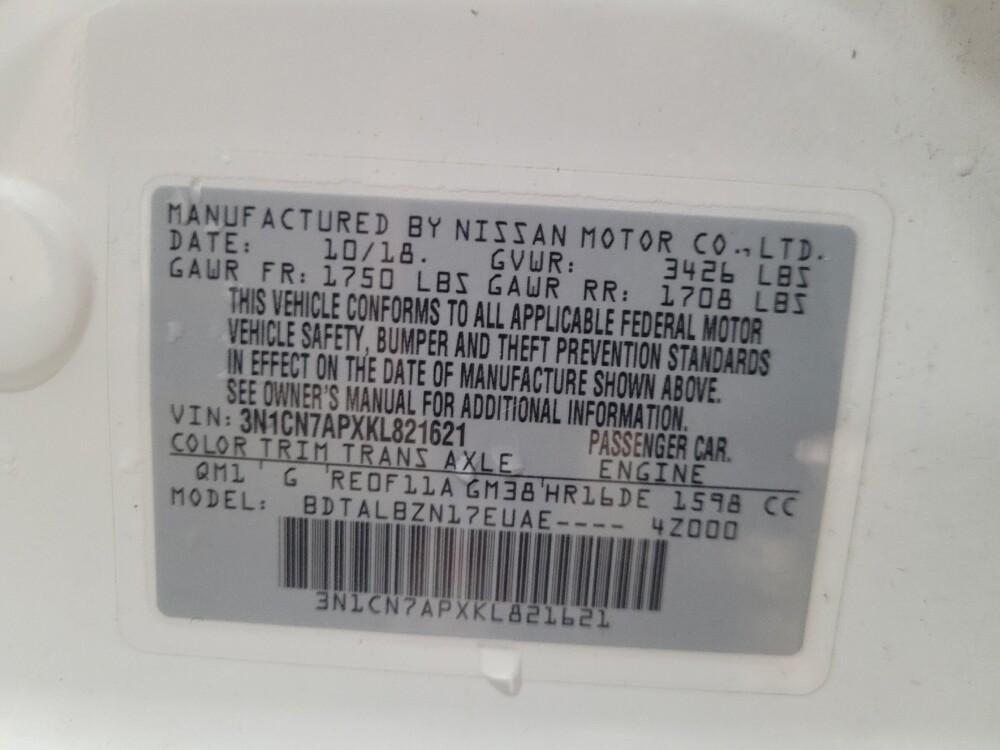 MANUFACTURED BY NISSAN MOTOR CO., LTD.
DATE: 10/18. GVWR: 3426 LBS
GAWR FR: 1750 LBS GAWR RR: 1708 LBS
THIS VEHICLE CONFORMS TO ALL APPLICABLE FEDERAL MOTOR
VEHICLE SAFETY, BUMPER AND THEFT PREVENTION STANDARDS
IN EFFECT ON THE DATE OF MANUFACTURE SHOWN ABOVE.
SEE OWNER'S MANUAL FOR ADDITIONAL INFORMATION.
VIN: 3N1CN7APXKL821621 PASSENGER CAR.
COLOR TRIM TRANS AXLE ENGINE
QM1 G RE0F11A GM38 HR16DE 1598 CC
MODEL: BDTALBZN17EUAE---- 4Z000
3N1CN7APXKL821621